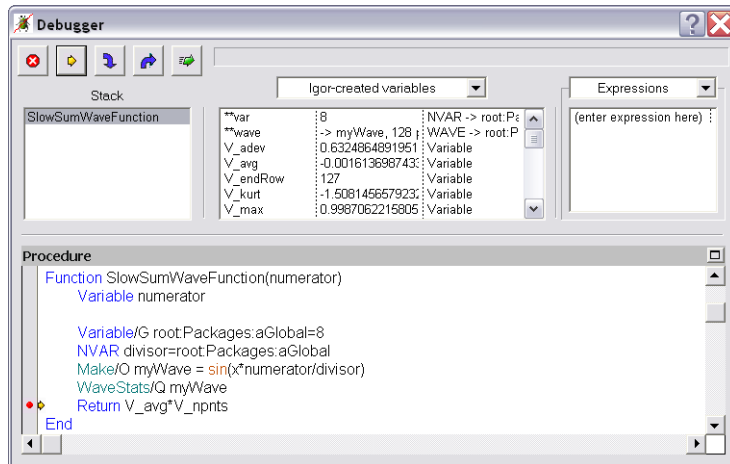 Debugger
Stack
Igor-created variables
Expressions
SlowSumWaveFunction
**var 8 NVAR -> root:Pa
**wave -> myWave, 128 WAVE -> root:P
V_adev 0.6324864891951 Variable
V_avg -0.001613698743 Variable
V_endRow 127 Variable
V_kurt -1.508145657923 Variable
V_max 0.9987062215805 Variable
(enter expression here)
Procedure
Function SlowSumWaveFunction(numerator)
Variable numerator
Variable/G root:Packages:aGlobal=8
NVAR divisor=root:Packages:aGlobal
Make/O myWave = sin(x*numerator/divisor)
WaveStats/Q myWave
Return V_avg*V_npnts
End